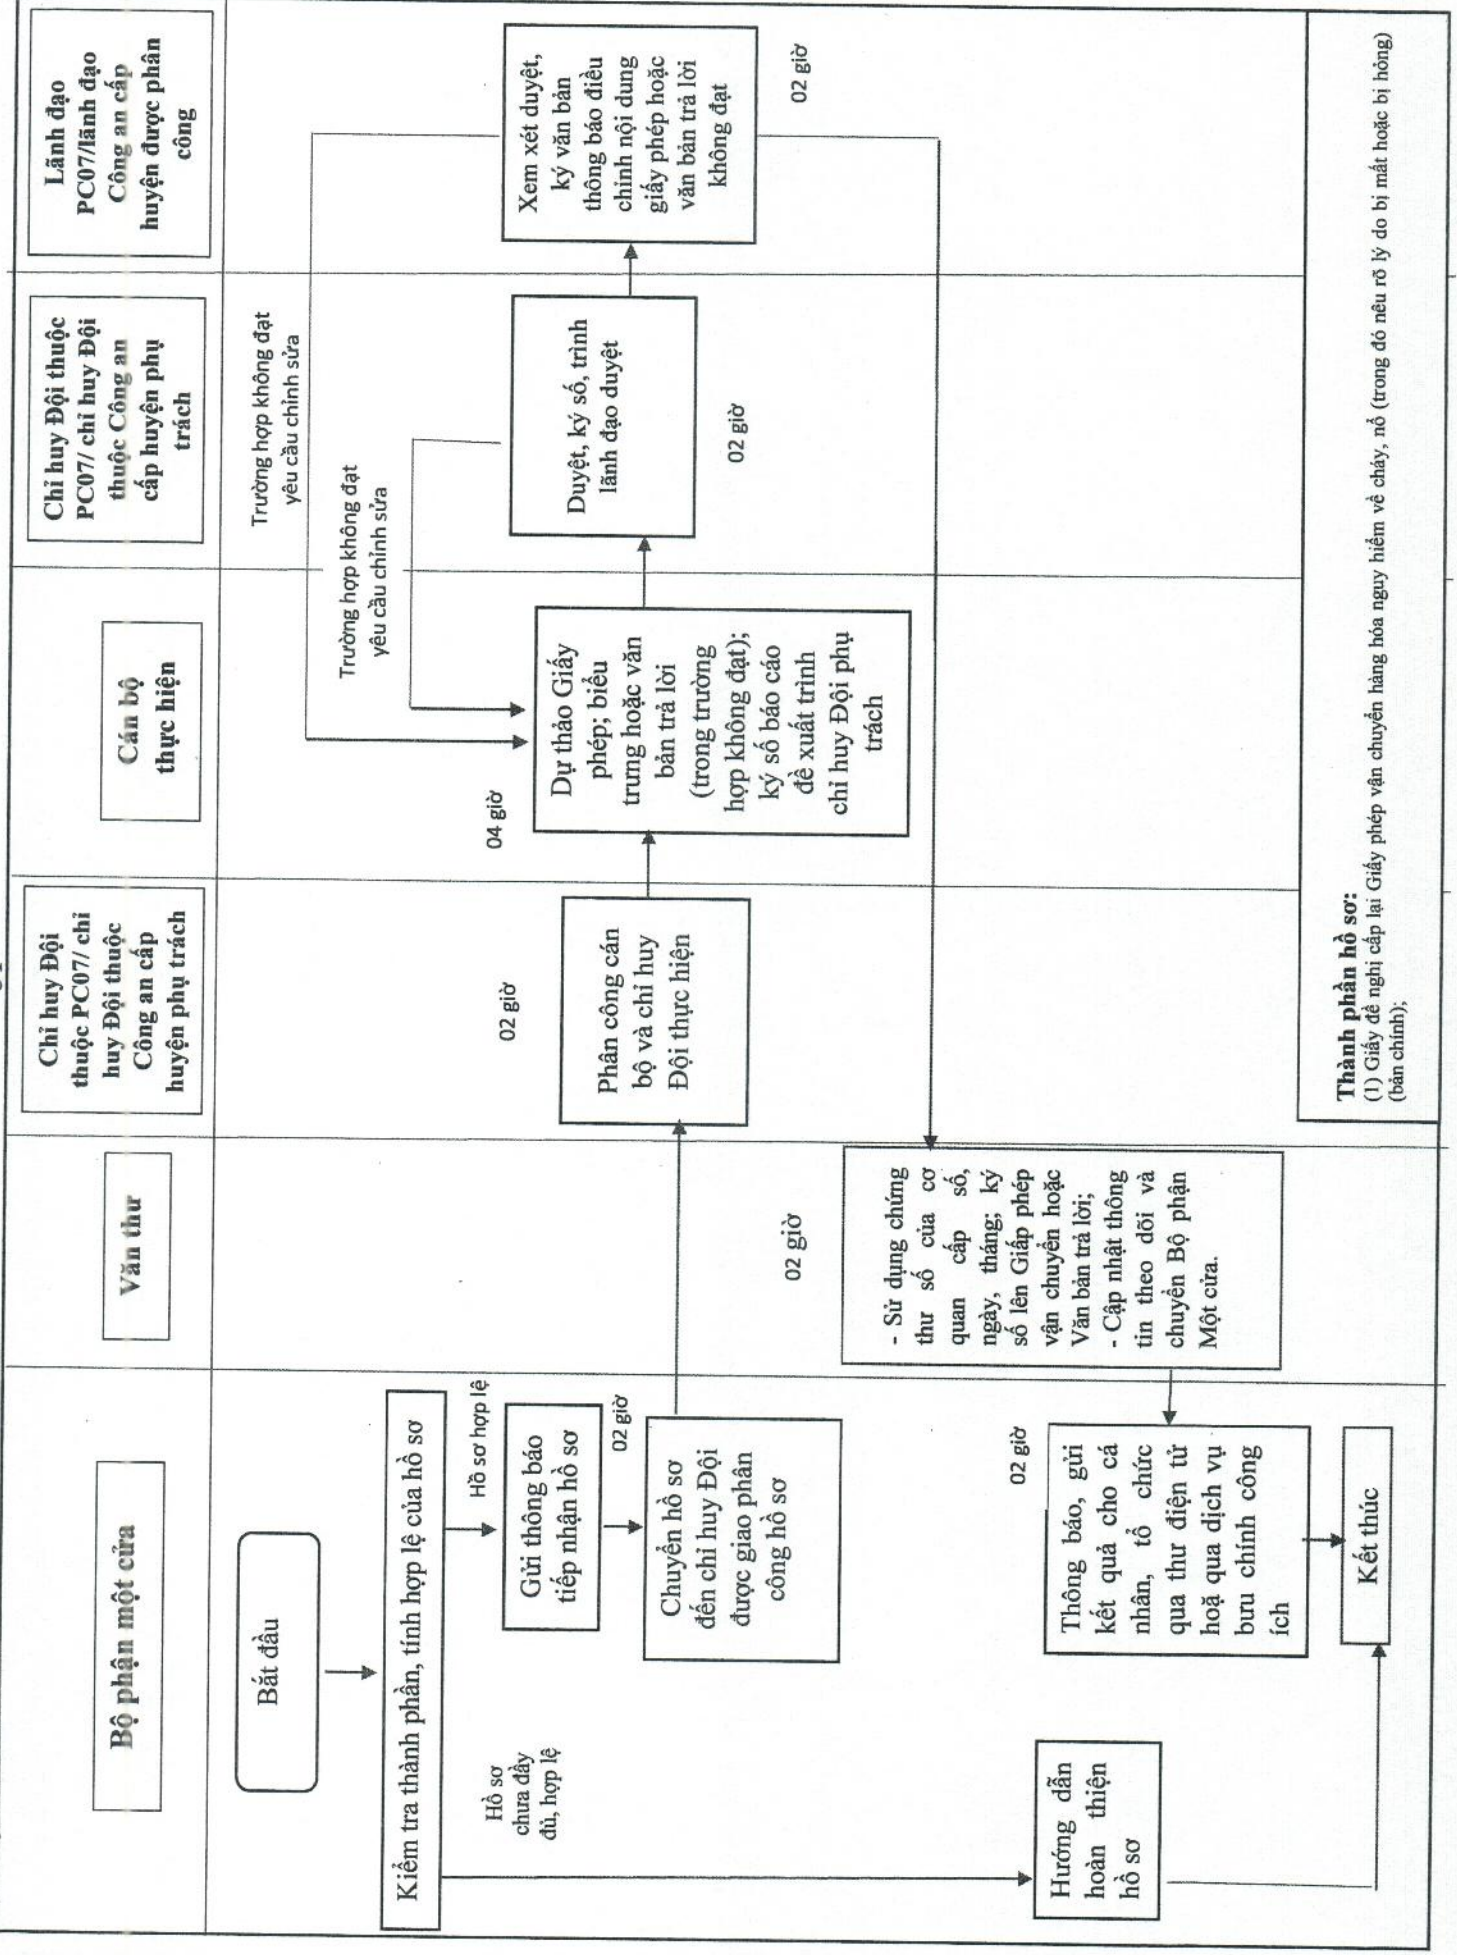 Bộ phận một cửa
Văn thư
Chỉ huy Đội
thuộc PC07/ chỉ
huy Đội thuộc
Công an cấp
huyện phụ trách
Cán bộ
thực hiện
Chỉ huy Đội thuộc
PC07/ chỉ huy Đội
thuộc Công an
cấp huyện phụ
trách
Lãnh đạo
PC07/lãnh đạo
Công an cấp
huyện được phân
công
Bắt đầu
Kiểm tra thành phần, tính hợp lệ của hồ sơ
Hồ sơ
chưa đầy
đủ, hợp lệ
Hồ sơ hợp lệ
Gửi thông báo
tiếp nhận hồ sơ
02 giờ
Chuyển hồ sơ
đến chỉ huy Đội
được giao phân
công hồ sơ
02 giờ
Phân công cán
bộ và chỉ huy
Đội thực hiện
04 giờ
Dự thảo Giấy
phép; biểu
trưng hoặc văn
bản trả lời
(trong trường
hợp không đạt);
ký số báo cáo
đề xuất trình
chỉ huy Đội phụ
trách
Trường hợp không đạt
yêu cầu chỉnh sửa
Trường hợp không đạt
yêu cầu chỉnh sửa
Duyệt, ký số, trình
lãnh đạo duyệt
02 giờ
Xem xét duyệt,
ký văn bản
thông báo điều
chỉnh nội dung
giấy phép hoặc
văn bản trả lời
không đạt
02 giờ
02 giờ
- Sử dụng chứng
thư số của cơ
quan cấp số,
ngày, tháng; ký
số lên Giấp phép
vận chuyển hoặc
Văn bản trả lời;
- Cập nhật thông
tin theo dõi và
chuyển Bộ phận
Một cửa.
02 giờ
Thông báo, gửi
kết quả cho cá
nhân, tổ chức
qua thư điện tử
hoặ qua dịch vụ
bưu chính công
ích
Hướng dẫn
hoàn thiện
hồ sơ
Kết thúc
Thành phần hồ sơ:
(1) Giấy đề nghị cấp lại Giấy phép vận chuyển hàng hóa nguy hiểm về cháy, nổ (trong đó nêu rõ lý do bị mất hoặc bị hỏng)
(bản chính);